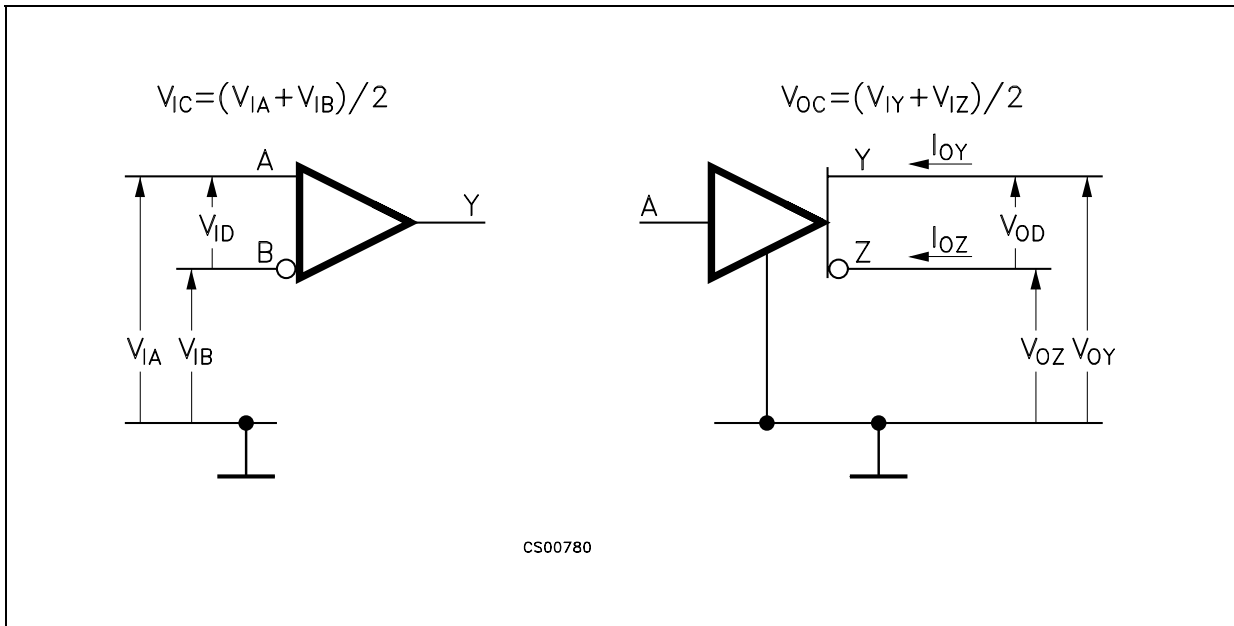 V_IC=(V_IA+V_IB)/2
V_OC=(V_IY+V_IZ)/2
A
V_ID
B
Y
V_IA
V_IB
A
Y
I_OY
I_OZ
Z
V_OD
V_OZ
V_OY
CS00780